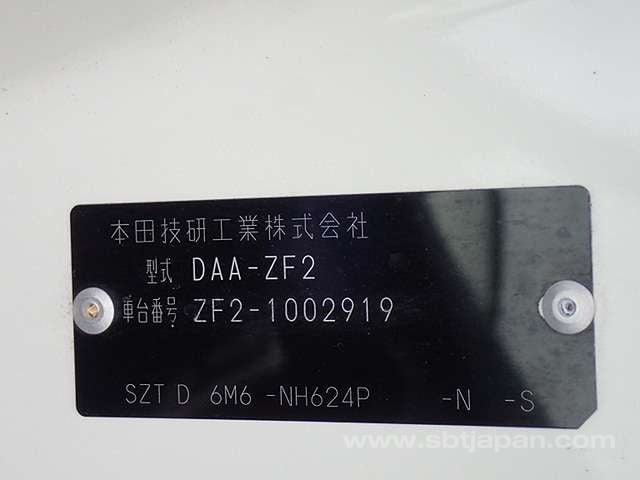 本田技研工業株式会社
型式 DAA-ZF2
車台番号 ZF2-1002919
SZT D 6M6 -NH624P -N -S
www.sbtjapan.com